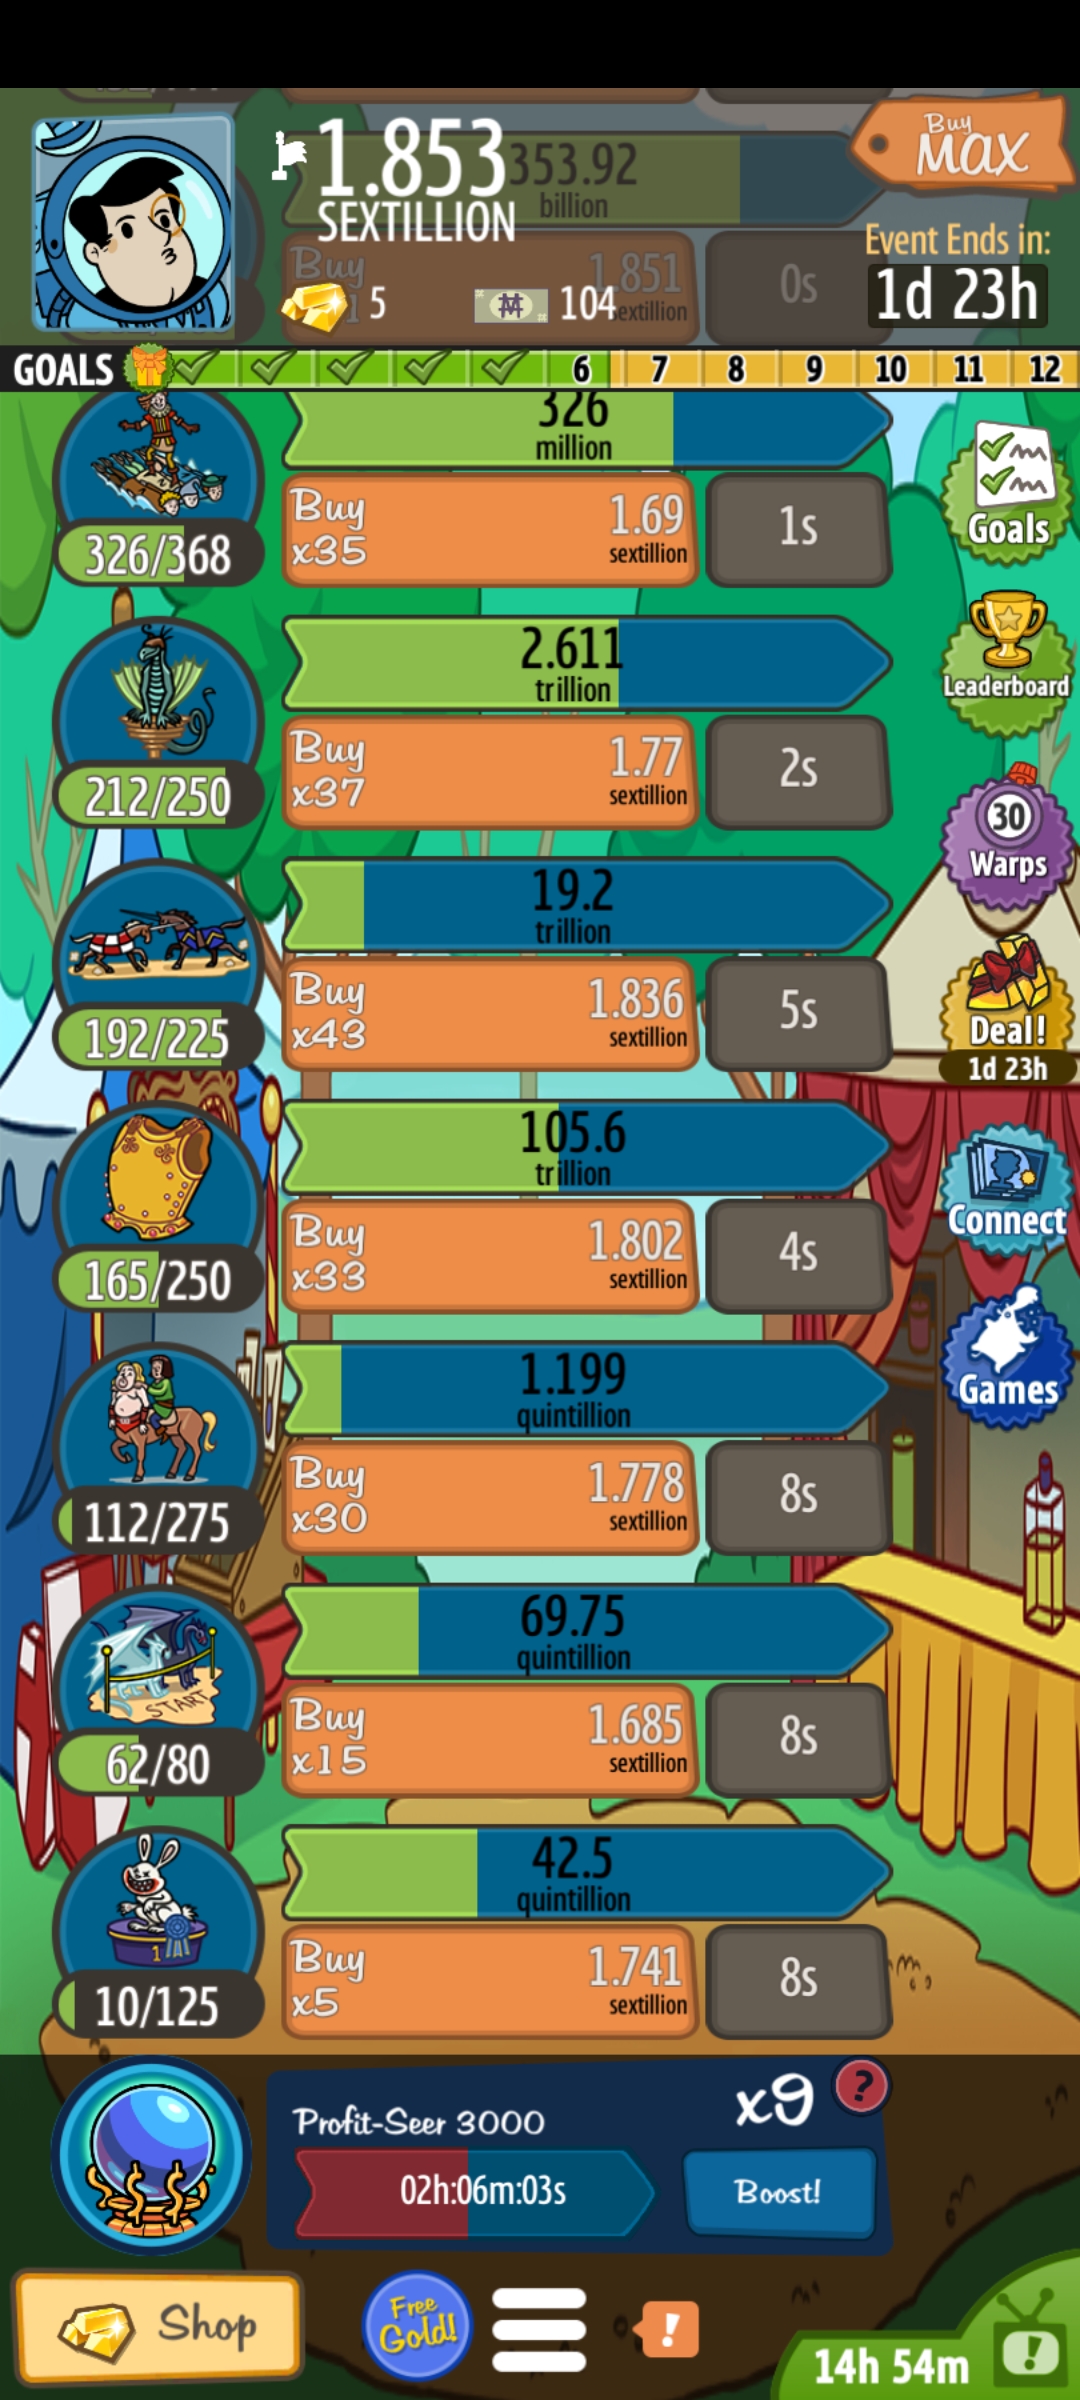 1.853
SEXTILLION
353.92
billion
Buy
MAX
Event Ends in:
1d 23h
Buy
1.851
sextillion
0s
5
104
GOALS
6
7
8
9
10
11
12
326
million
326/368
Buy
x35
1.69
sextillion
1s
Goals
2.611
trillion
212/250
Buy
x37
1.77
sextillion
2s
Leaderboard
30
Warps
19.2
trillion
192/225
Buy
x43
1.836
sextillion
5s
Deal!
1d 23h
105.6
trillion
165/250
Buy
x33
1.802
sextillion
4s
Connect
1.199
quintillion
112/275
Buy
x30
1.778
sextillion
8s
Games
69.75
quintillion
START
62/80
Buy
x15
1.685
sextillion
8s
42.5
quintillion
1
10/125
Buy
x5
1.741
sextillion
8s
Profit-Seer 3000
x9
?
02h:06m:03s
Boost!
Shop
Free
Gold!
!
14h 54m
!